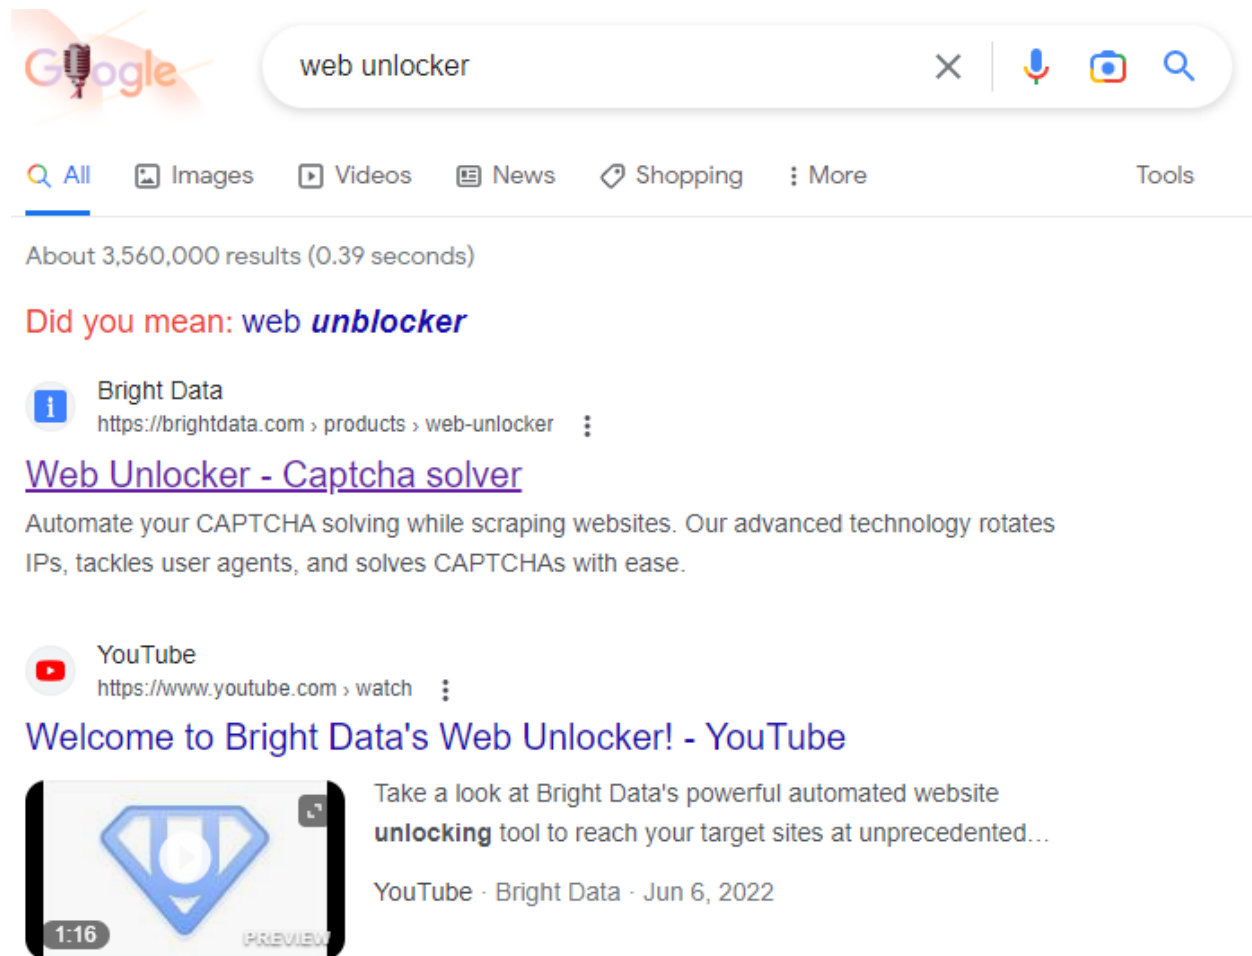 Google
web unlocker
All Images Videos News Shopping More Tools
About 3,560,000 results (0.39 seconds)
Did you mean: web unblocker
Bright Data
https://brightdata.com › products › web-unlocker
Web Unlocker - Captcha solver
Automate your CAPTCHA solving while scraping websites. Our advanced technology rotates
IPs, tackles user agents, and solves CAPTCHAs with ease.
YouTube
https://www.youtube.com › watch
Welcome to Bright Data's Web Unlocker! - YouTube
Take a look at Bright Data's powerful automated website
unlocking tool to reach your target sites at unprecedented...
YouTube · Bright Data · Jun 6, 2022
1:16 PREVIEW